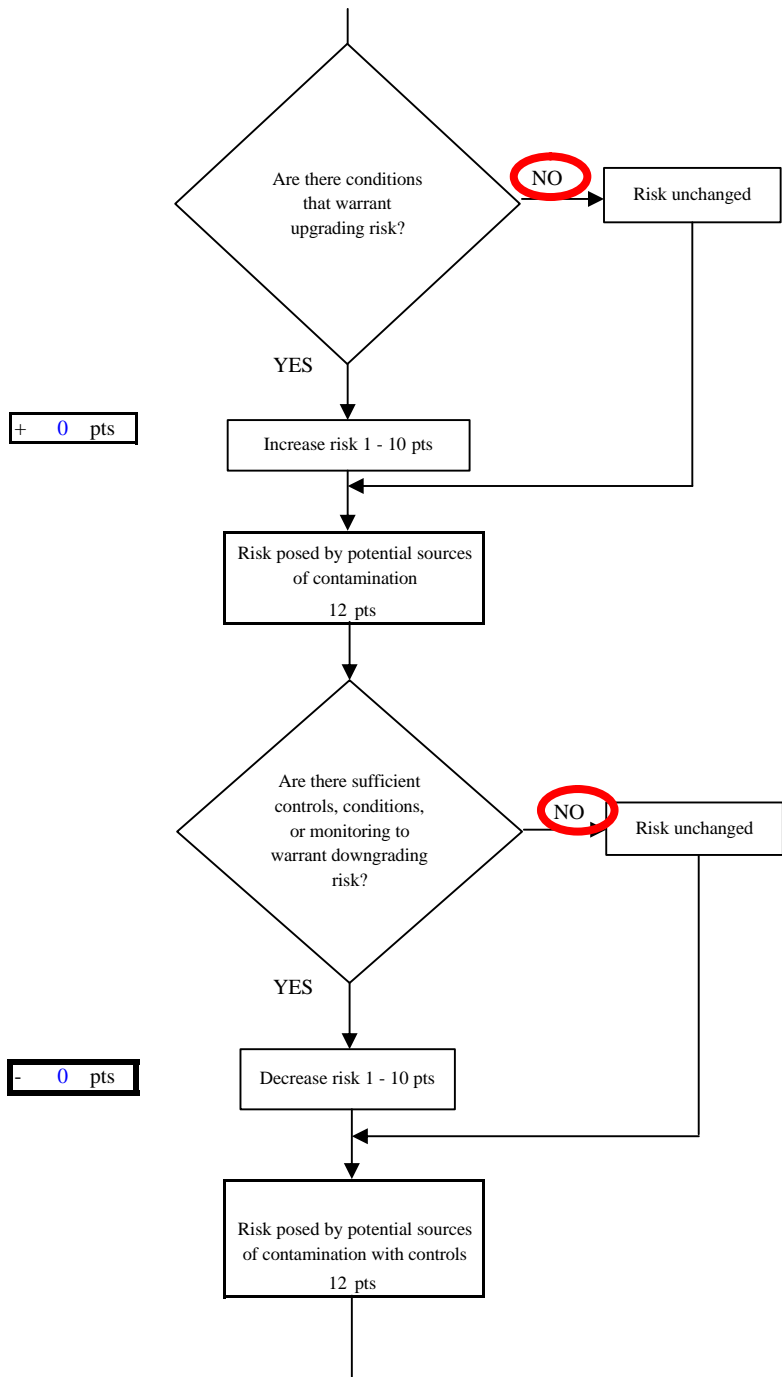 Are there conditions
that warrant
upgrading risk?
NO
Risk unchanged
YES
+ 0 pts
Increase risk 1 - 10 pts
Risk posed by potential sources
of contamination
12 pts
Are there sufficient
controls, conditions,
or monitoring to
warrant downgrading
risk?
NO
Risk unchanged
YES
- 0 pts
Decrease risk 1 - 10 pts
Risk posed by potential sources
of contamination with controls
12 pts